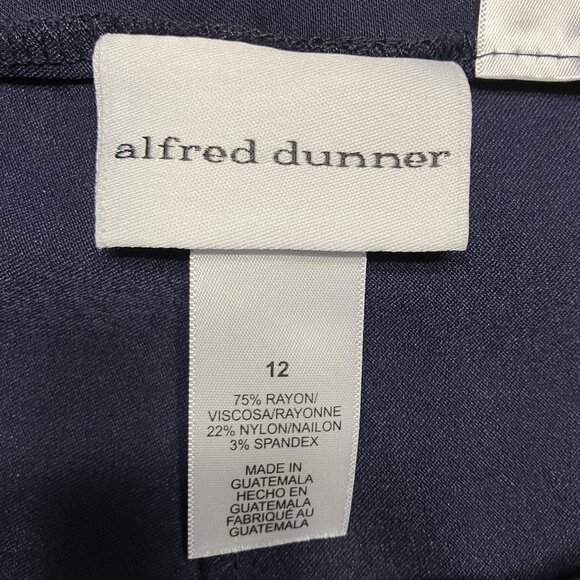 alfred dunner
12
75% RAYON/
VISCOSA/RAYONNE
22% NYLON/NAILON
3% SPANDEX
MADE IN
GUATEMALA
HECHO EN
GUATEMALA
FABRIQUÉ AU
GUATEMALA